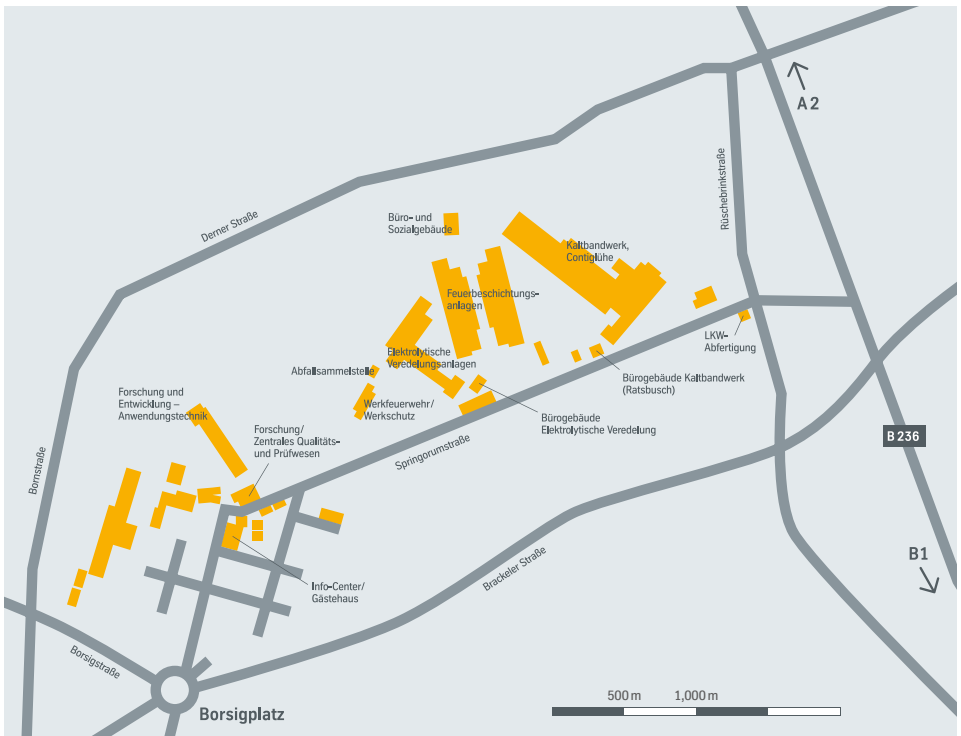 A 2
Rüschebrinkstraße
Derner Straße
Büro- und
Sozialgebäude
Kaltbandwerk,
Contiglühe
Feuerbeschichtungs-
anlagen
LKW-
Abfertigung
Elektrolytische
Veredelungsanlagen
Abfallsammelstelle
Bürogebäude Kaltbandwerk
(Ratsbusch)
Forschung und
Entwicklung –
Anwendungstechnik
Werkfeuerwehr/
Werkschutz
Bürogebäude
Elektrolytische Veredelung
Forschung/
Zentrales Qualitäts-
und Prüfwesen
Springorumstraße
B 236
Bornstraße
Brackeler Straße
B1
Info-Center/
Gästehaus
Borsigstraße
500 m
1,000 m
Borsigplatz